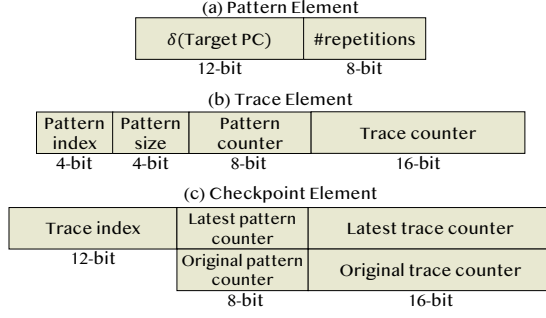 (a) Pattern Element
δ(Target PC) #repetitions
12-bit 8-bit
(b) Trace Element
Pattern index Pattern size Pattern counter Trace counter
4-bit 4-bit 8-bit 16-bit
(c) Checkpoint Element
Trace index Latest pattern counter Latest trace counter
12-bit Original pattern counter Original trace counter
8-bit 16-bit